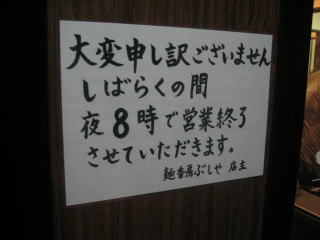 大変申し訳ございません
しばらくの間
夜8時で営業終了
させていただきます。
麺香房ぶしや 店主